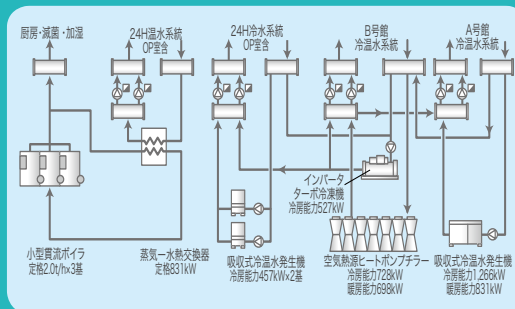 厨房・滅菌・加湿
24H温水系統
OP室含
24H冷水系統
OP室含
B号館
冷温水系統
A号館
冷温水系統
インバータ
ターボ冷凍機
冷房能力527kW
小型貫流ボイラ
定格2.0t/h×3基
蒸気ー水熱交換器
定格831kW
吸収式冷温水発生機
冷房能力457kW×2基
空気熱源ヒートポンプチラー
冷房能力728kW
暖房能力698kW
吸収式冷温水発生機
冷房能力1,266kW
暖房能力831kW